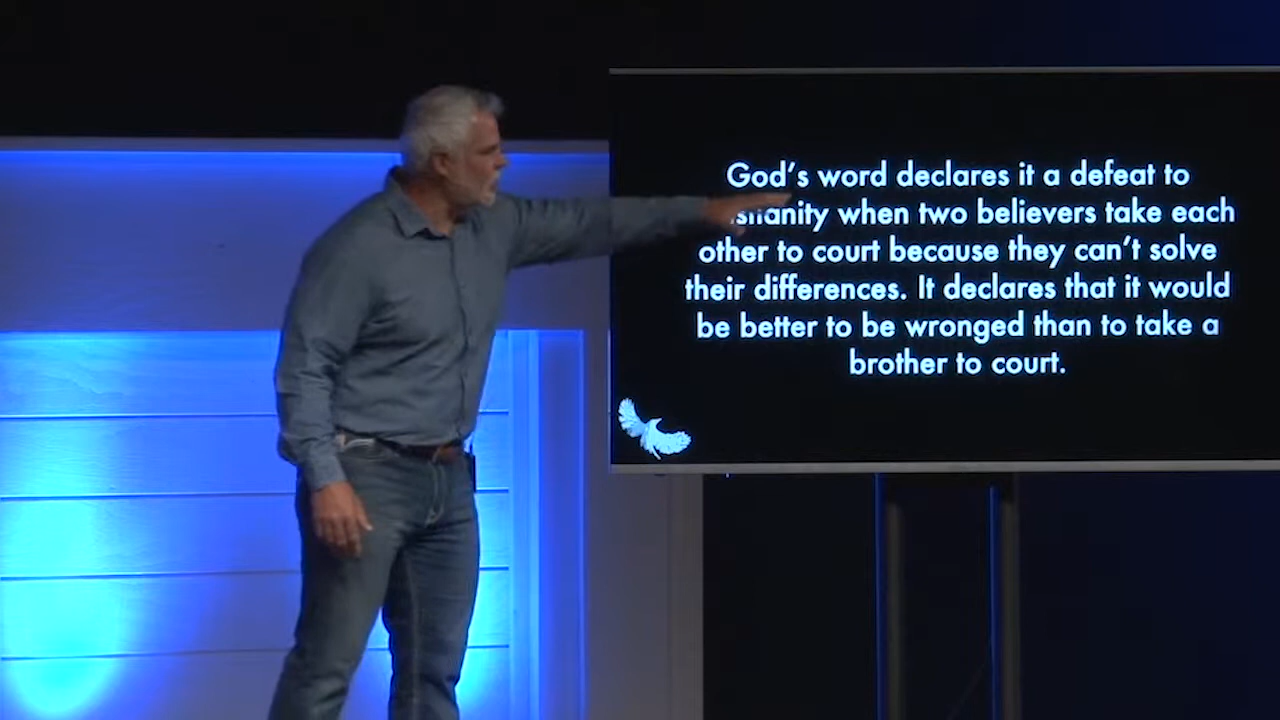 God's word declares it a defeat to
when two believers take each
other to court because they can't solve
their differences. It declares that it would
be better to be wronged than to take a
brother to court.